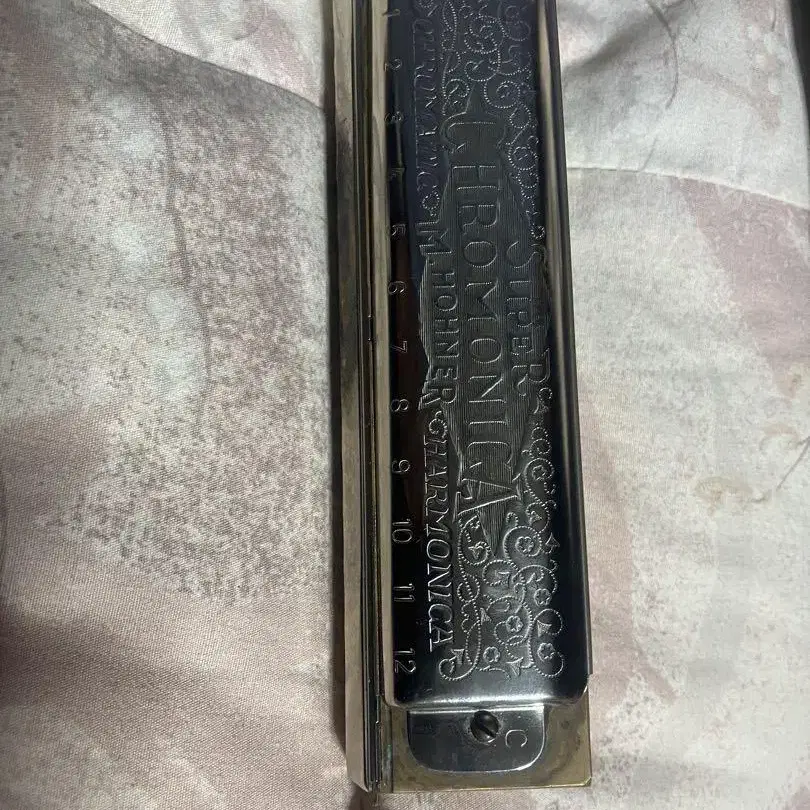 SUPER
CHROMONICA
M. HOHNER HARMONICA
1 2 3 4 5 6 7 8 9 10 11 12
C